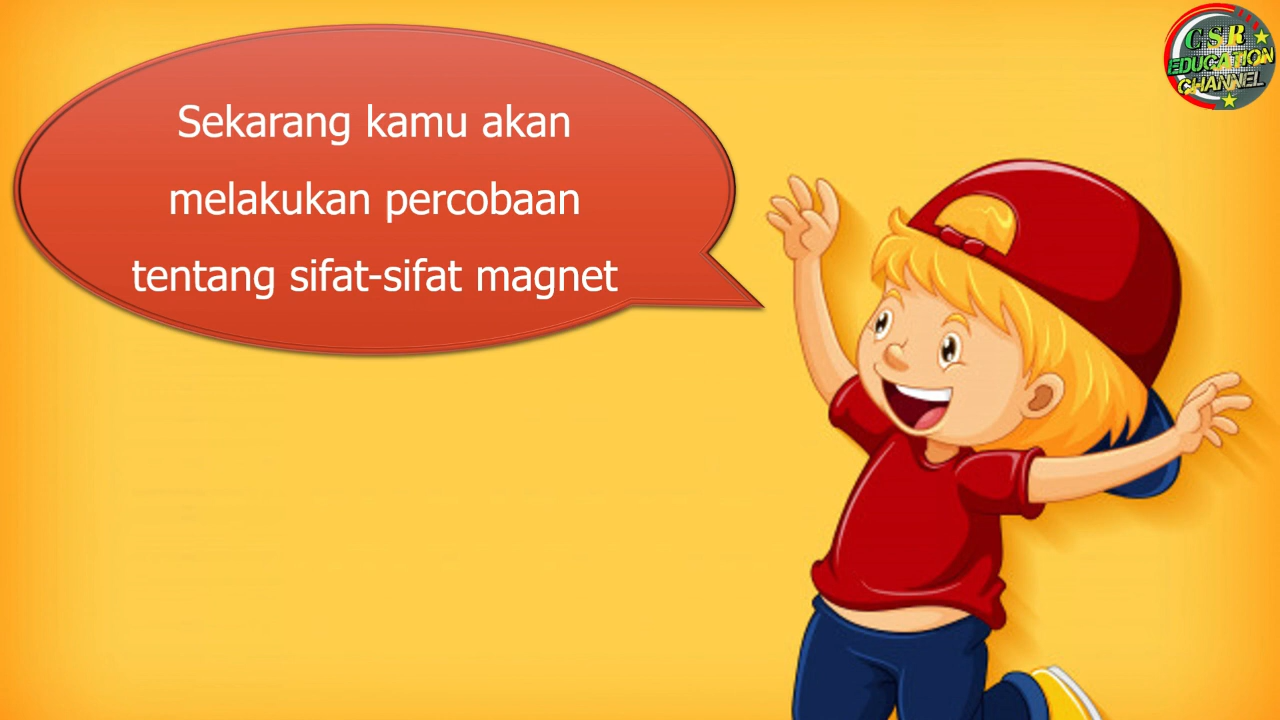 Sekarang kamu akan
melakukan percobaan
tentang sifat-sifat magnet
CSR
EDUCATION
CHANNEL